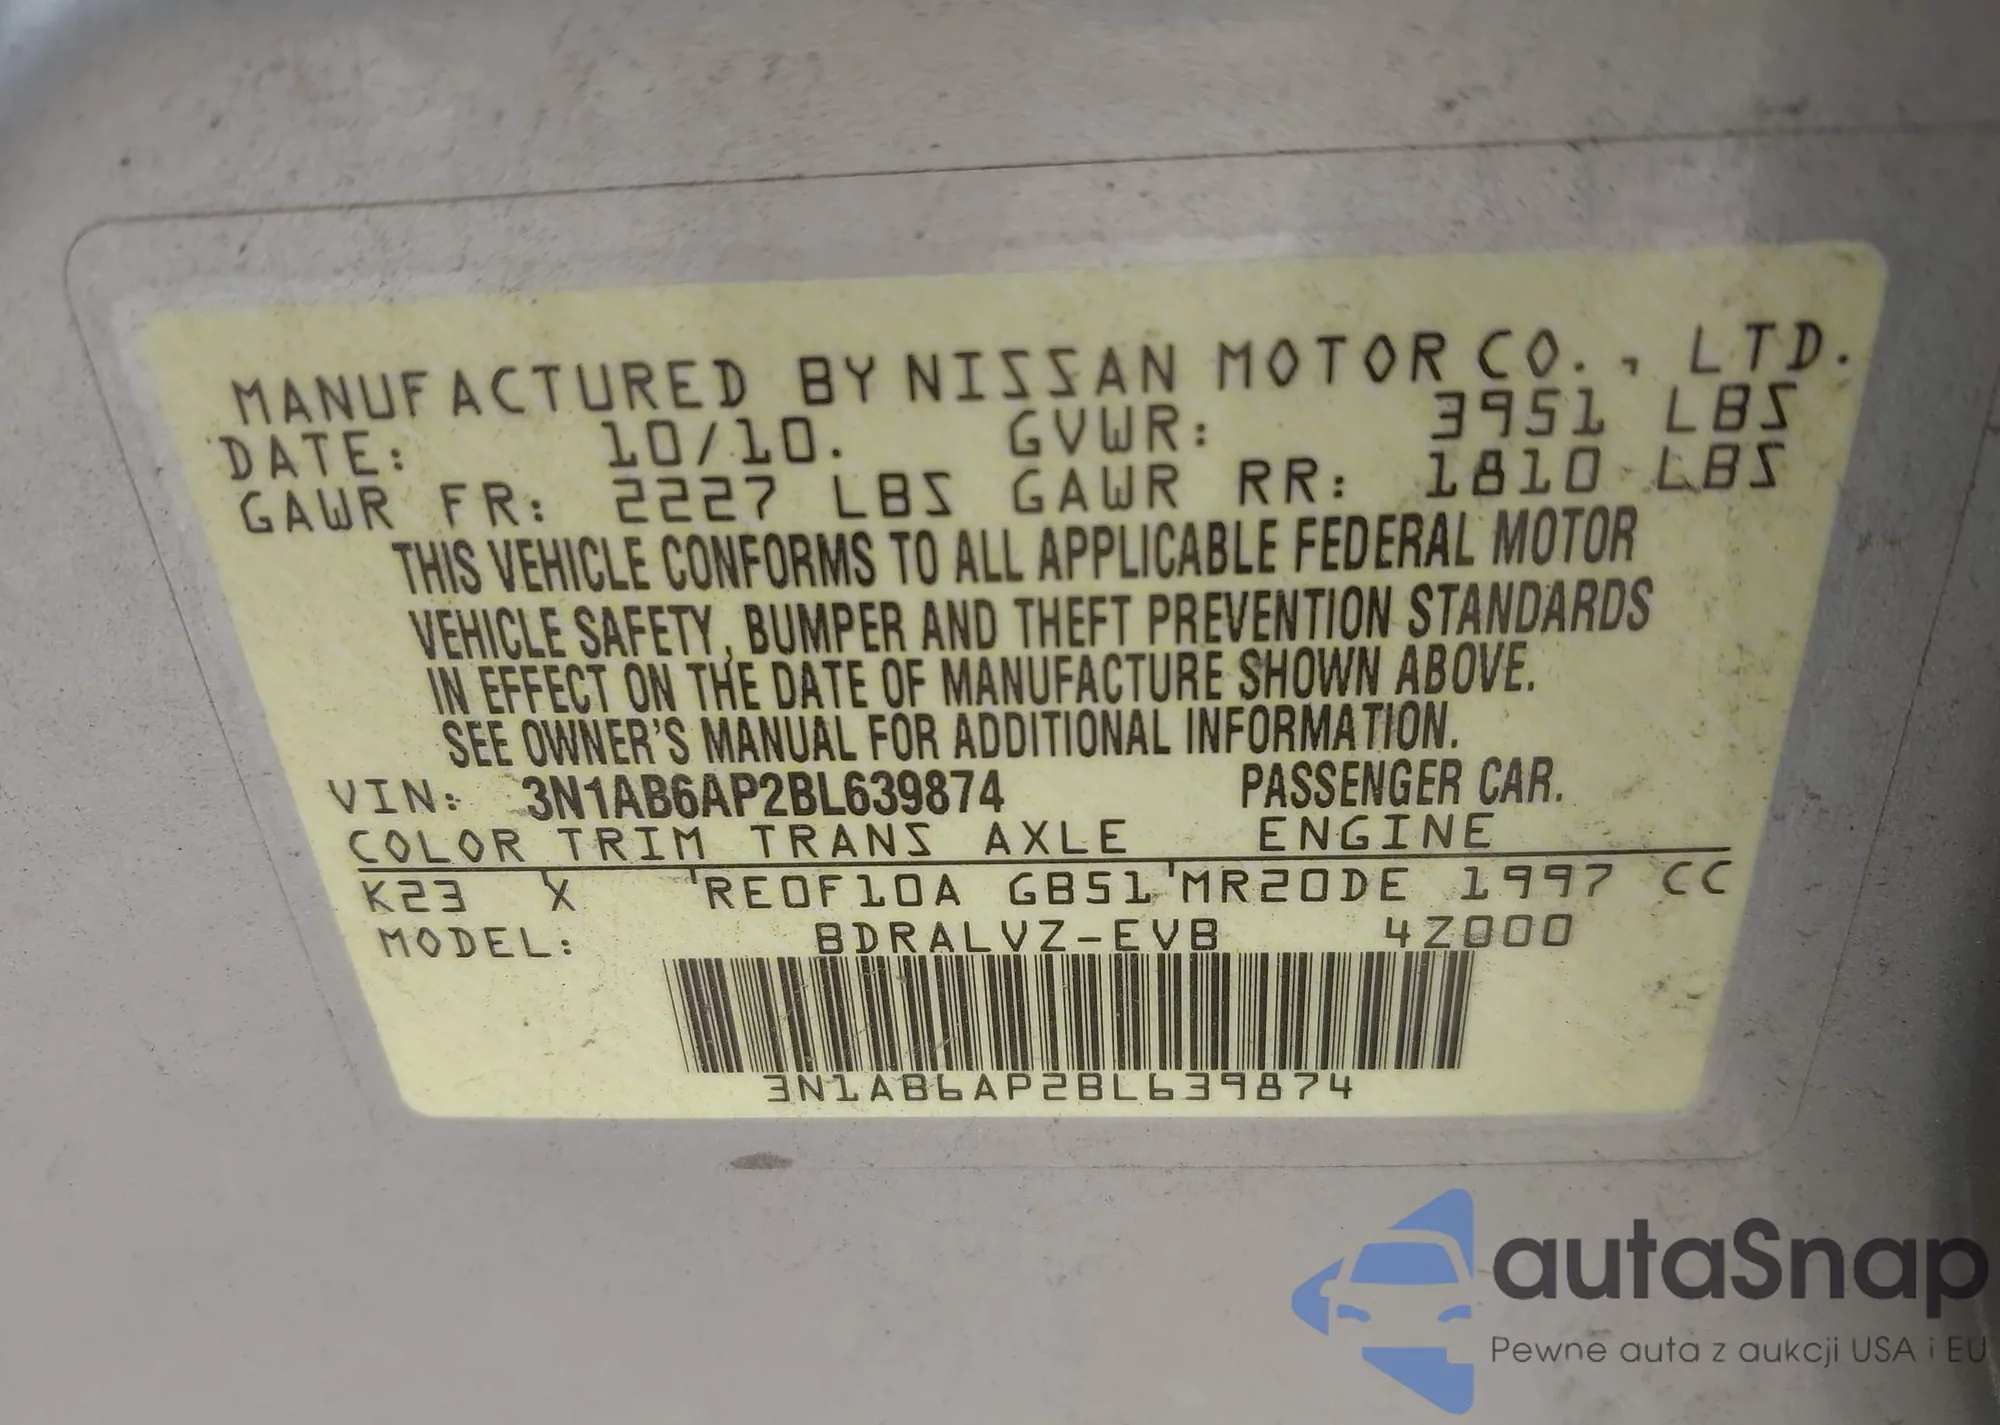 MANUFACTURED BY NISSAN MOTOR CO., LTD.
DATE: 10/10. GVWR: 3951 LBS
GAWR FR: 2227 LBS GAWR RR: 1810 LBS
THIS VEHICLE CONFORMS TO ALL APPLICABLE FEDERAL MOTOR
VEHICLE SAFETY, BUMPER AND THEFT PREVENTION STANDARDS
IN EFFECT ON THE DATE OF MANUFACTURE SHOWN ABOVE.
SEE OWNER'S MANUAL FOR ADDITIONAL INFORMATION.
VIN: 3N1AB6AP2BL639874 PASSENGER CAR.
COLOR TRIM TRANS AXLE ENGINE
K23 X RE0F10A GB51 MR20DE 1997 CC
MODEL: BDRALVZ-EVB 4Z000
3N1AB6AP2BL639874
autaSnap
Pewne auta z aukcji USA i EU